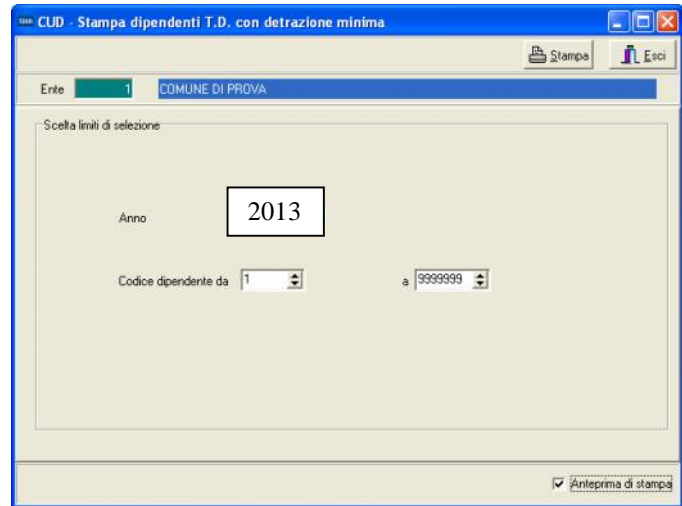 CUD - Stampa dipendenti T.D. con detrazione minima
Stampa Esci
Ente 1 COMUNE DI PROVA
Scelta limiti di selezione
Anno 2013
Codice dipendente da 1 a 9999999
Anteprima di stampa